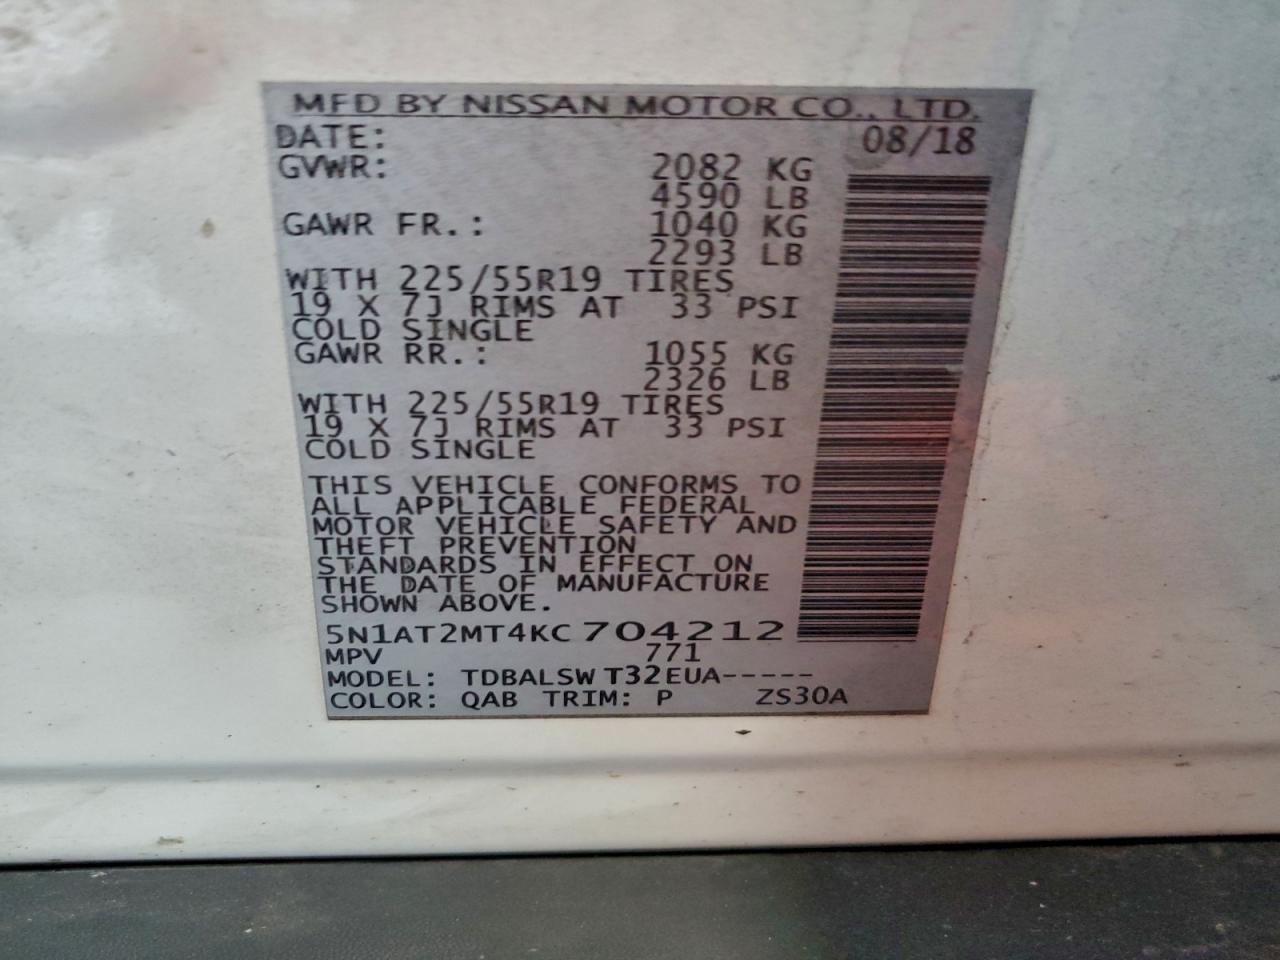 MFD BY NISSAN MOTOR CO., LTD.
DATE: 08/18
GVWR: 2082 KG
4590 LB
GAWR FR.: 1040 KG
2293 LB
WITH 225/55R19 TIRES
19 X 7J RIMS AT 33 PSI
COLD SINGLE
GAWR RR.: 1055 KG
2326 LB
WITH 225/55R19 TIRES
19 X 7J RIMS AT 33 PSI
COLD SINGLE
THIS VEHICLE CONFORMS TO
ALL APPLICABLE FEDERAL
MOTOR VEHICLE SAFETY AND
THEFT PREVENTION
STANDARDS IN EFFECT ON
THE DATE OF MANUFACTURE
SHOWN ABOVE.
5N1AT2MT4KC704212
MPV 771
MODEL: TDBALSW T32EUA-----
COLOR: QAB TRIM: P ZS30A